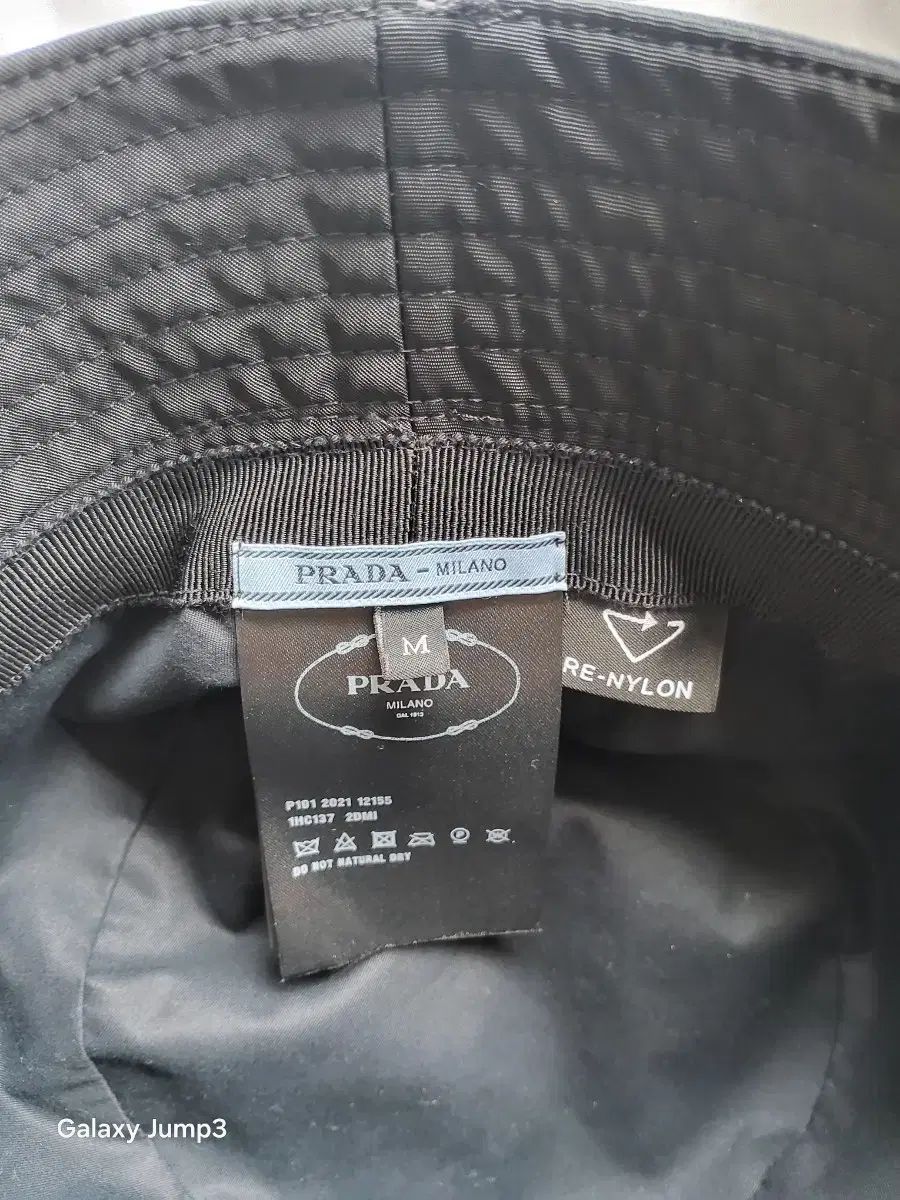 PRADA - MILANO
M
PRADA
MILANO
DAL 1913
RE-NYLON
P191 2021 12155
1HC137 2DMI
DO NOT NATURAL DRY
Galaxy Jump3